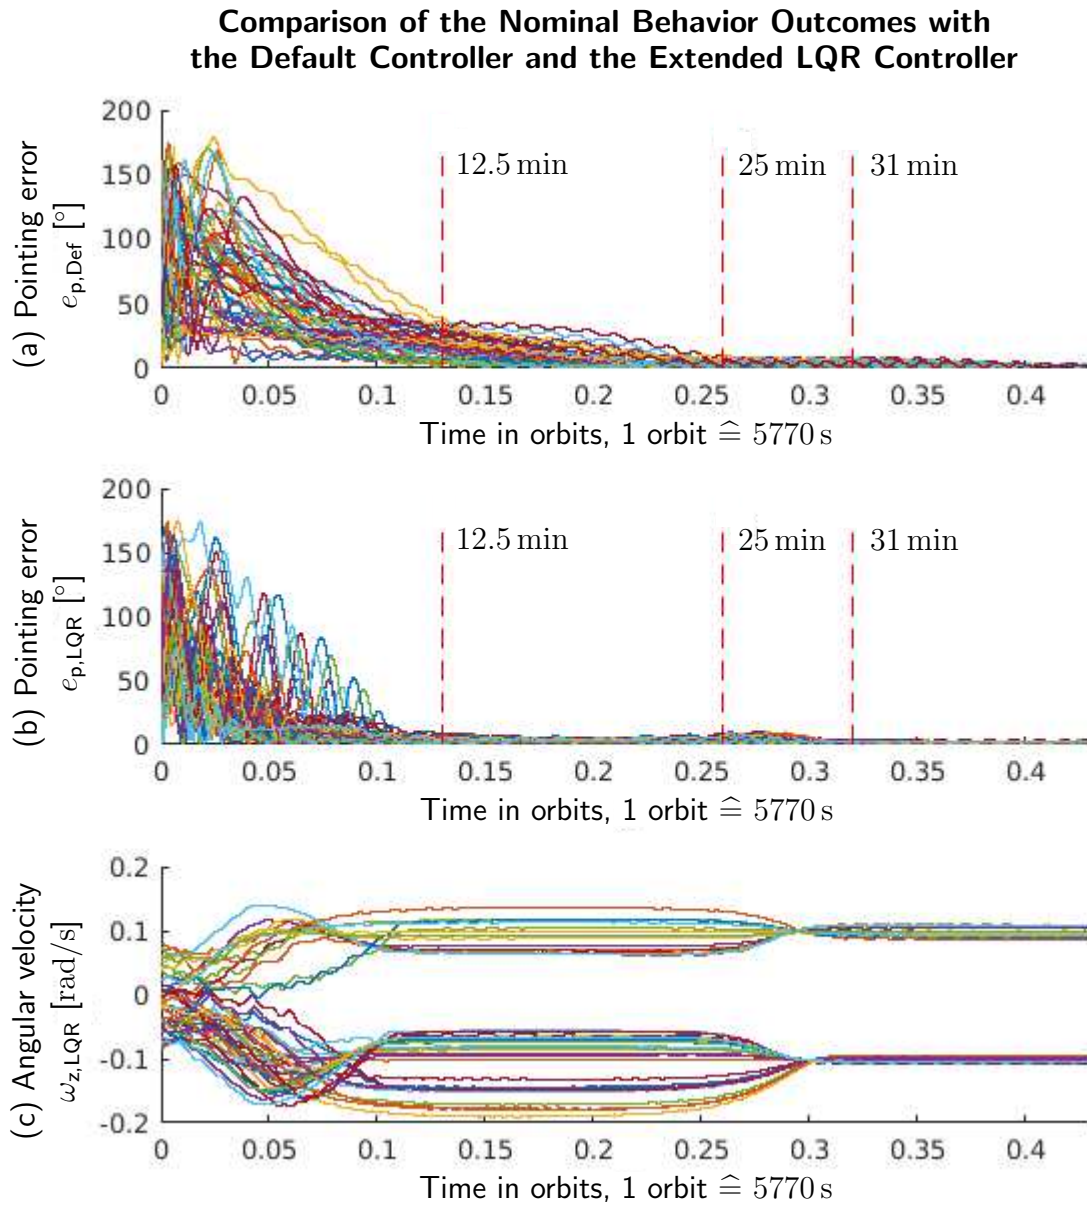 Comparison of the Nominal Behavior Outcomes with
the Default Controller and the Extended LQR Controller
(a) Pointing error
e_p,Def [°]
200
150
100
50
0
12.5 min
25 min
31 min
0 0.05 0.1 0.15 0.2 0.25 0.3 0.35 0.4
Time in orbits, 1 orbit ≙ 5770 s
(b) Pointing error
e_p,LQR [°]
200
150
100
50
0
12.5 min
25 min
31 min
0 0.05 0.1 0.15 0.2 0.25 0.3 0.35 0.4
Time in orbits, 1 orbit ≙ 5770 s
(c) Angular velocity
ω_z,LQR [rad/s]
0.2
0.1
0
-0.1
-0.2
0 0.05 0.1 0.15 0.2 0.25 0.3 0.35 0.4
Time in orbits, 1 orbit ≙ 5770 s